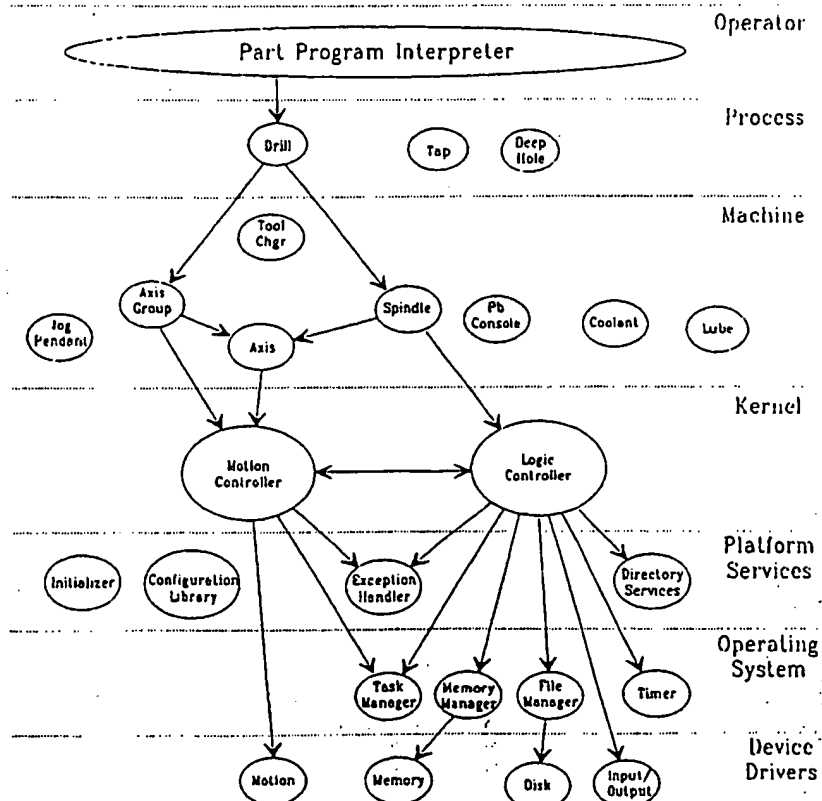 Operator
Part Program Interpreter
Process
Drill
Tap
Deep
Hole
Machine
Tool
Chgr
Axis
Group
Spindle
Pb
Console
Coolant
Lube
Jog
Pendant
Axis
Kernel
Motion
Controller
Logic
Controller
Platform
Services
Initializer
Configuration
Library
Exception
Handler
Directory
Services
Operating
System
Task
Manager
Memory
Manager
File
Manager
Timer
Device
Drivers
Motion
Memory
Disk
Input/
Output